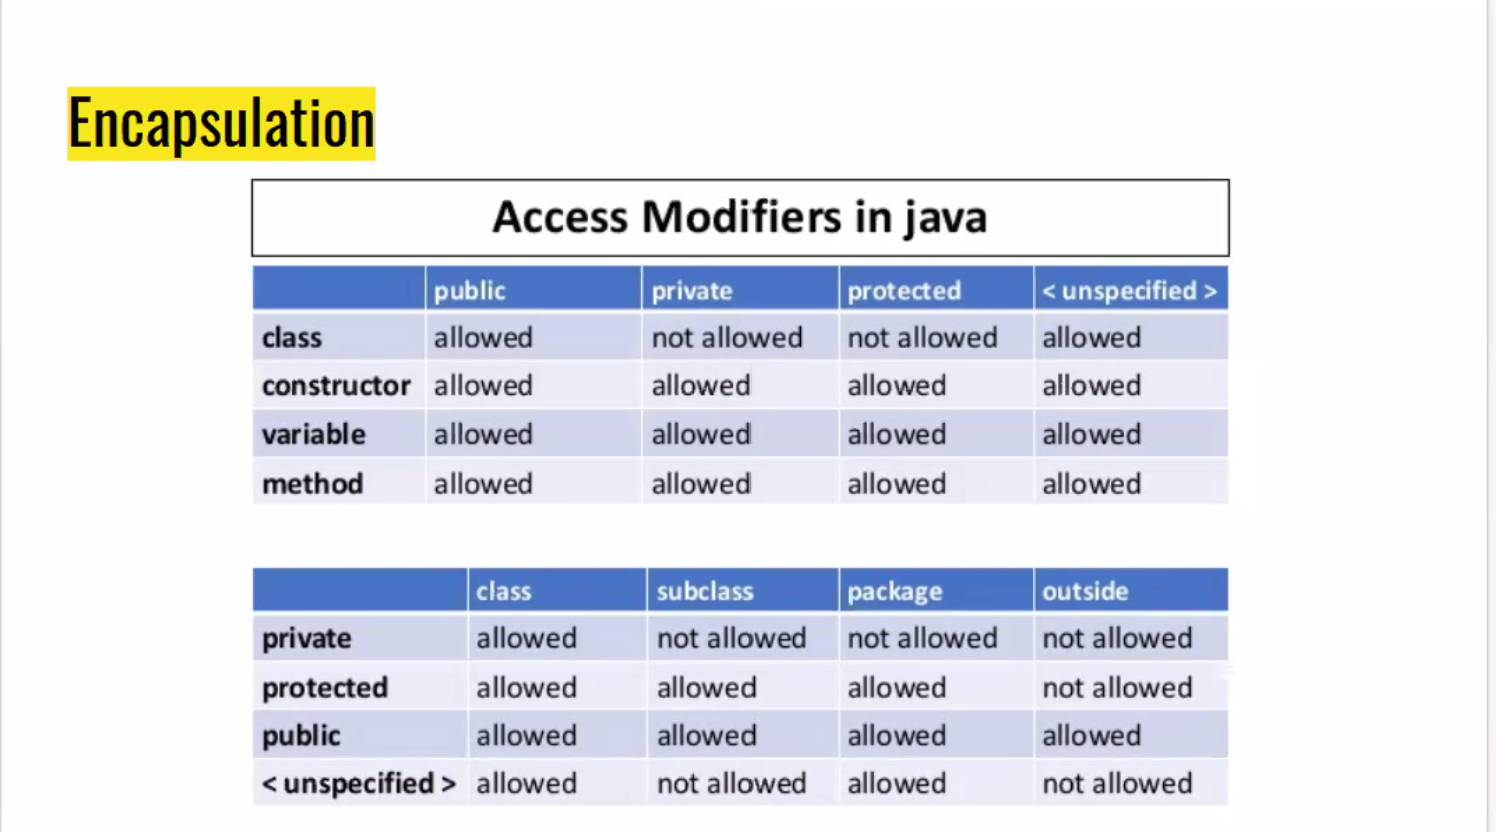 Encapsulation
Access Modifiers in java
public private protected < unspecified >
class allowed not allowed not allowed allowed
constructor allowed allowed allowed allowed
variable allowed allowed allowed allowed
method allowed allowed allowed allowed
class subclass package outside
private allowed not allowed not allowed not allowed
protected allowed allowed allowed not allowed
public allowed allowed allowed allowed
< unspecified > allowed not allowed allowed not allowed